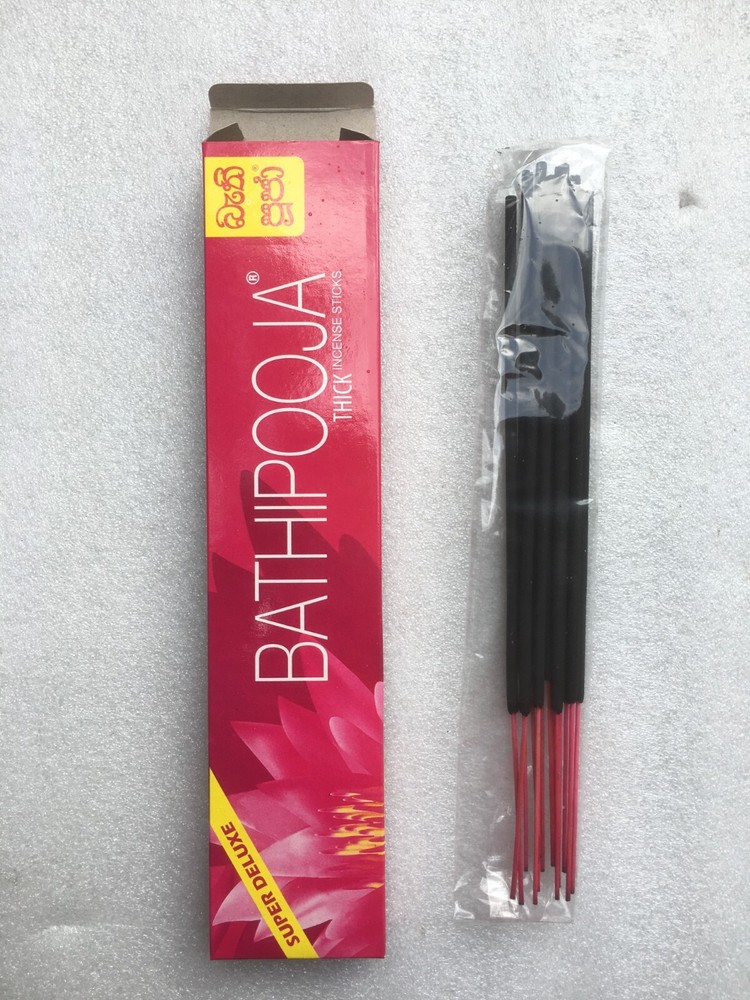 බැති
පූජා®
BATHIPOOJA®
THICK INCENSE STICKS
SUPER DELUXE